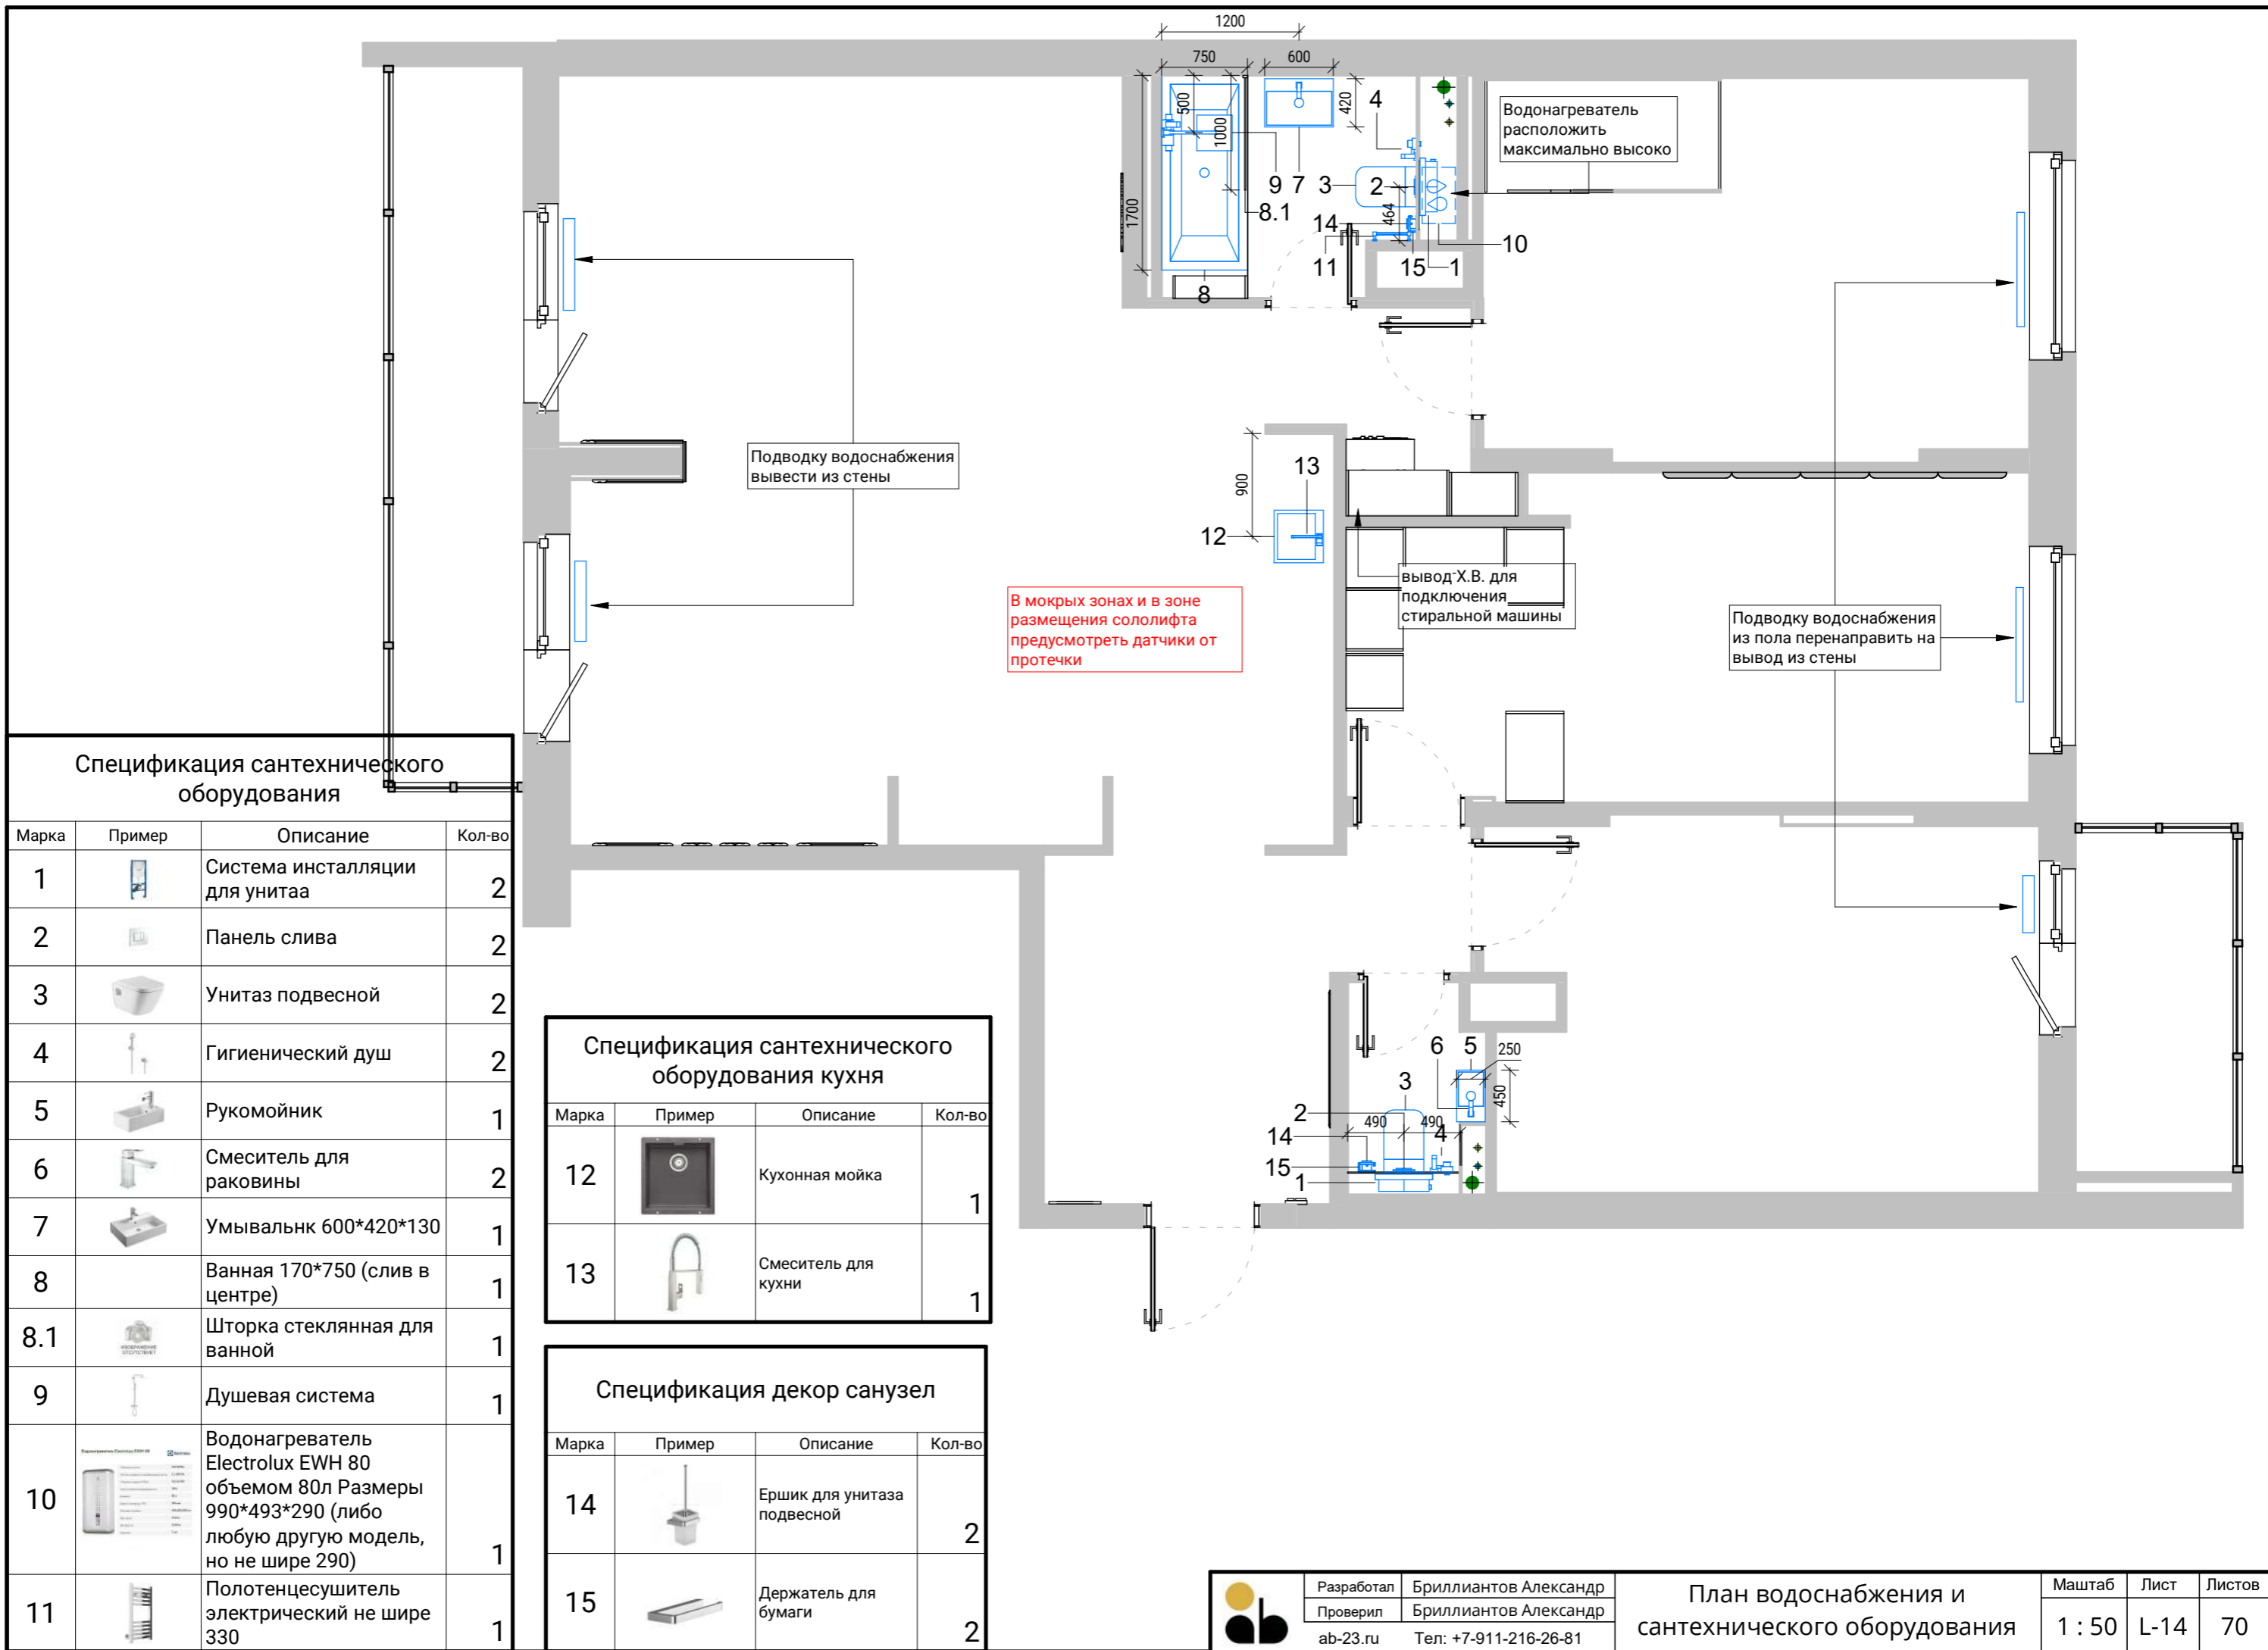 1200
750
600
500
1000
420
1700
464
4
9
7
3
2
8.1
14
11
15
1
10
8
Водонагреватель
расположить
максимально высоко
Подводку водоснабжения
вывести из стены
900
13
12
вывод Х.В. для
подключения
стиральной машины
В мокрых зонах и в зоне
размещения сололифта
предусмотреть датчики от
протечки
Подводку водоснабжения
из пола перенаправить на
вывод из стены
6
5
250
450
3
2
490
490
4
14
15
1
Спецификация сантехнического
оборудования
Марка Пример Описание Кол-во
1 Система инсталляции
для унитаа 2
2 Панель слива 2
3 Унитаз подвесной 2
4 Гигиенический душ 2
5 Рукомойник 1
6 Смеситель для
раковины 2
7 Умывальнк 600*420*130 1
8 Ванная 170*750 (слив в
центре) 1
8.1 Шторка стеклянная для
ванной 1
ИЗОБРАЖЕНИЕ
ОТСУТСТВУЕТ
9 Душевая система 1
10 Водонагреватель
Electrolux EWH 80
объемом 80л Размеры
990*493*290 (либо
любую другую модель,
но не шире 290) 1
11 Полотенцесушитель
электрический не шире
330 1
Спецификация сантехнического
оборудования кухня
Марка Пример Описание Кол-во
12 Кухонная мойка 1
13 Смеситель для
кухни 1
Спецификация декор санузел
Марка Пример Описание Кол-во
14 Ершик для унитаза
подвесной 2
15 Держатель для
бумаги 2
ab
Разработал Бриллиантов Александр
Проверил Бриллиантов Александр
ab-23.ru Тел: +7-911-216-26-81
План водоснабжения и
сантехнического оборудования
Маштаб Лист Листов
1 : 50 L-14 70